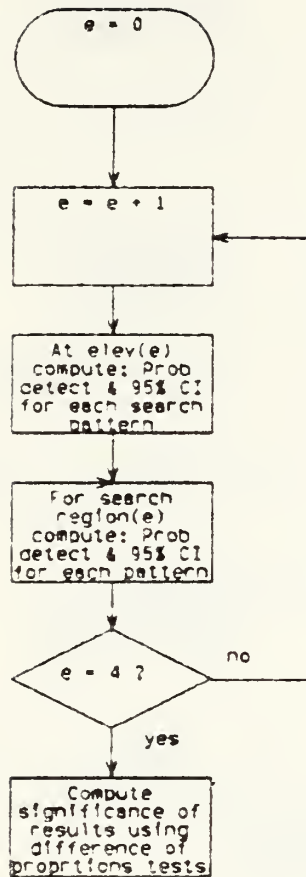 e = 0
e = e + 1
At elev(e)
compute: Prob
detect & 95% CI
for each search
pattern
For search
region(e)
compute: Prob
detect & 95% CI
for each pattern
e = 4 ?
no
yes
Compute
significance of
results using
difference of
proprtions tests